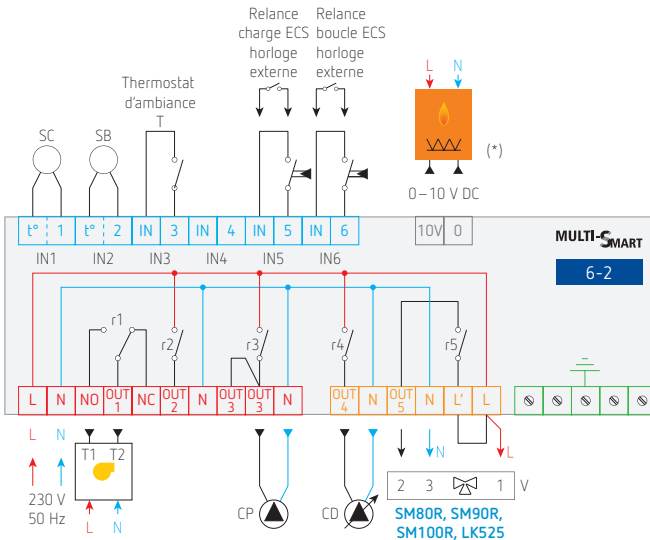 Relance
charge ECS
horloge
externe
Relance
boucle ECS
horloge
externe
Thermostat
d'ambiance
T
SC
SB
L N
(*)
0–10 V DC
t° 1 t° 2 IN 3 IN 4 IN 5 IN 6
10V 0
IN1 IN2 IN3 IN4 IN5 IN6
MULTI-SMART
6-2
r1
r2
r3
r4
r5
L N NO OUT 1 NC OUT 2 N OUT 3 OUT 3 N
OUT 4 N OUT 5 N L' L
L N
230 V
50 Hz
T1 T2
L N
CP
CD
N
L
2 3 1 V
SM80R, SM90R,
SM100R, LK525